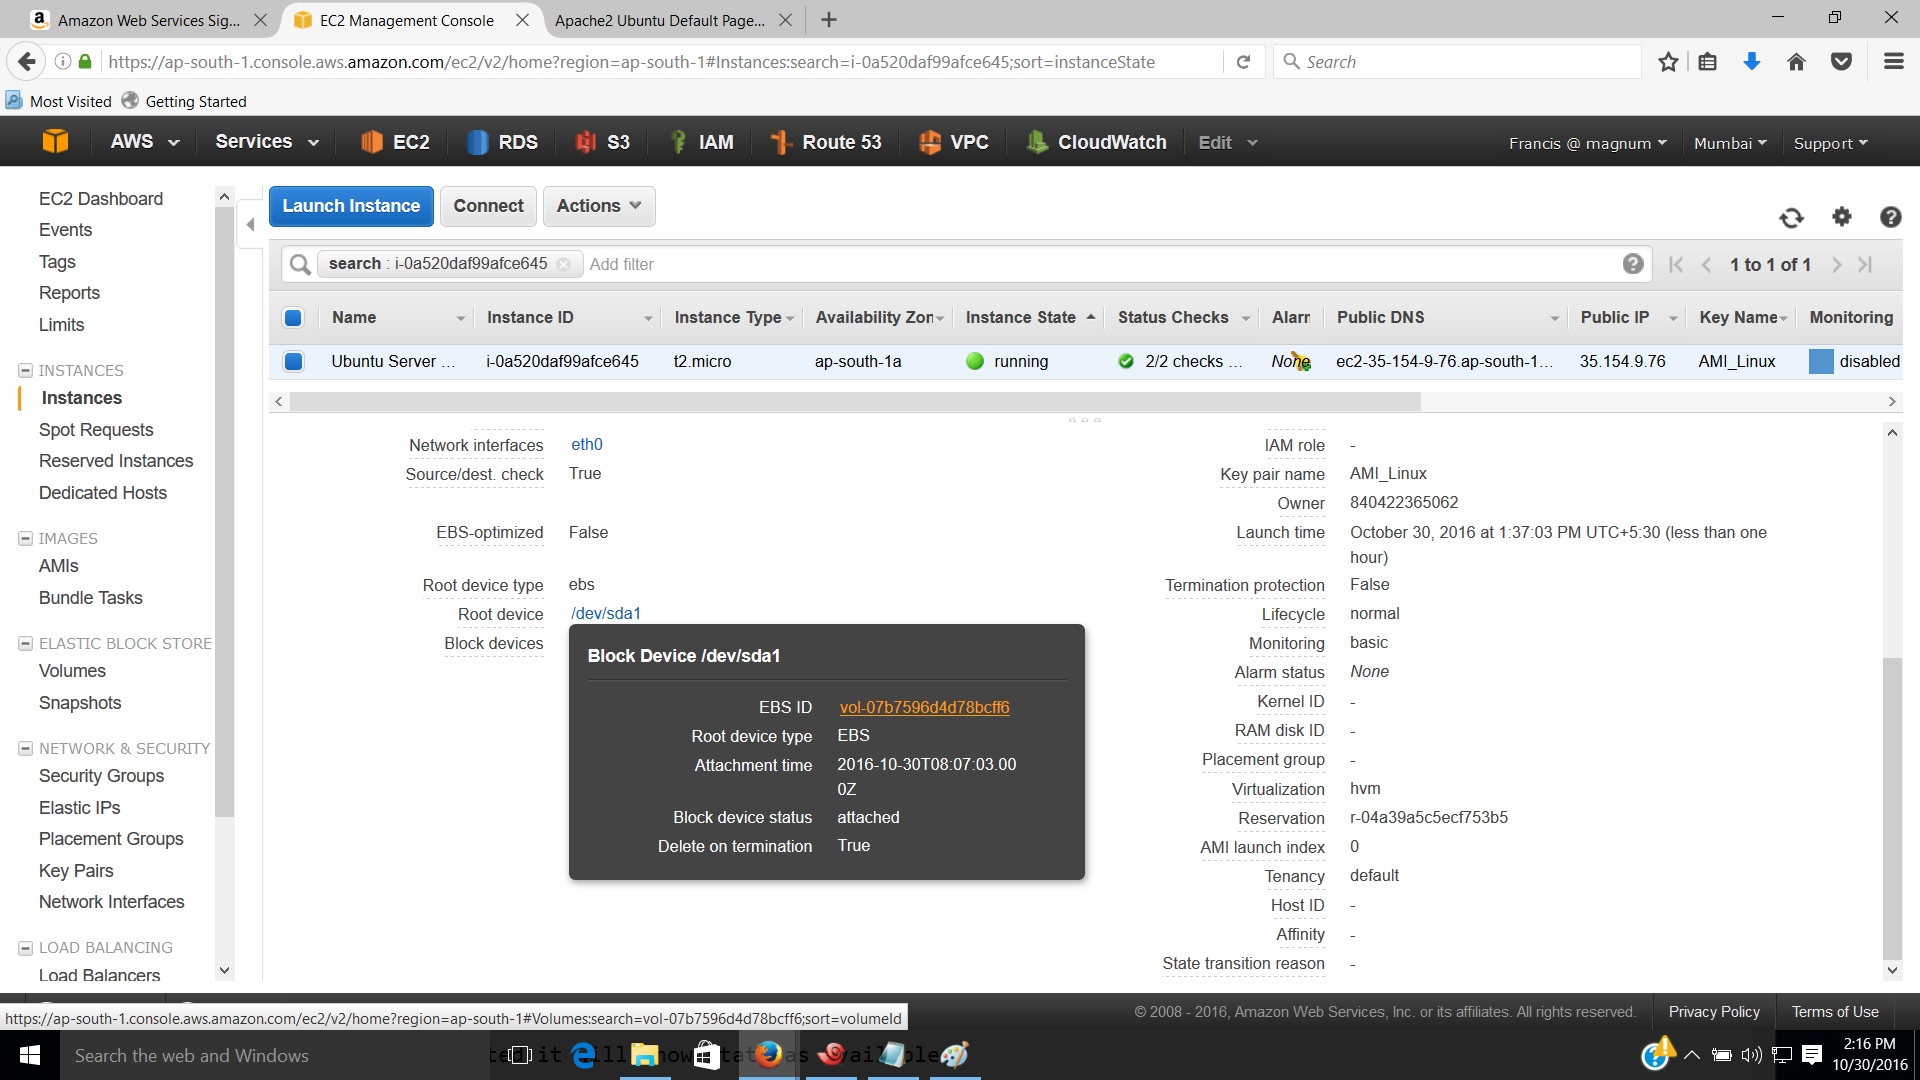 Amazon Web Services Sig...
EC2 Management Console
Apache2 Ubuntu Default Page...
https://ap-south-1.console.aws.amazon.com/ec2/v2/home?region=ap-south-1#Instances:search=i-0a520daf99afce645;sort=instanceState
Search
Most Visited
Getting Started
AWS
Services
EC2
RDS
S3
IAM
Route 53
VPC
CloudWatch
Edit
Francis @ magnum
Mumbai
Support
EC2 Dashboard
Events
Tags
Reports
Limits
INSTANCES
Instances
Spot Requests
Reserved Instances
Dedicated Hosts
IMAGES
AMIs
Bundle Tasks
ELASTIC BLOCK STORE
Volumes
Snapshots
NETWORK & SECURITY
Security Groups
Elastic IPs
Placement Groups
Key Pairs
Network Interfaces
LOAD BALANCING
Load Balancers
Launch Instance
Connect
Actions
search : i-0a520daf99afce645
Add filter
1 to 1 of 1
Name Instance ID Instance Type Availability Zon Instance State Status Checks Alarr Public DNS Public IP Key Name Monitoring
Ubuntu Server ... i-0a520daf99afce645 t2.micro ap-south-1a running 2/2 checks ... None ec2-35-154-9-76.ap-south-1... 35.154.9.76 AMI_Linux disabled
Network interfaces eth0
Source/dest. check True
EBS-optimized False
Root device type ebs
Root device /dev/sda1
Block devices
Block Device /dev/sda1
EBS ID vol-07b7596d4d78bcff6
Root device type EBS
Attachment time 2016-10-30T08:07:03.00
0Z
Block device status attached
Delete on termination True
IAM role -
Key pair name AMI_Linux
Owner 840422365062
Launch time October 30, 2016 at 1:37:03 PM UTC+5:30 (less than one
hour)
Termination protection False
Lifecycle normal
Monitoring basic
Alarm status None
Kernel ID -
RAM disk ID -
Placement group -
Virtualization hvm
Reservation r-04a39a5c5ecf753b5
AMI launch index 0
Tenancy default
Host ID -
Affinity -
State transition reason -
© 2008 - 2016, Amazon Web Services, Inc. or its affiliates. All rights reserved.
Privacy Policy
Terms of Use
https://ap-south-1.console.aws.amazon.com/ec2/v2/home?region=ap-south-1#Volumes:search=vol-07b7596d4d78bcff6;sort=volumeId
Search the web and Windows
2:16 PM
10/30/2016